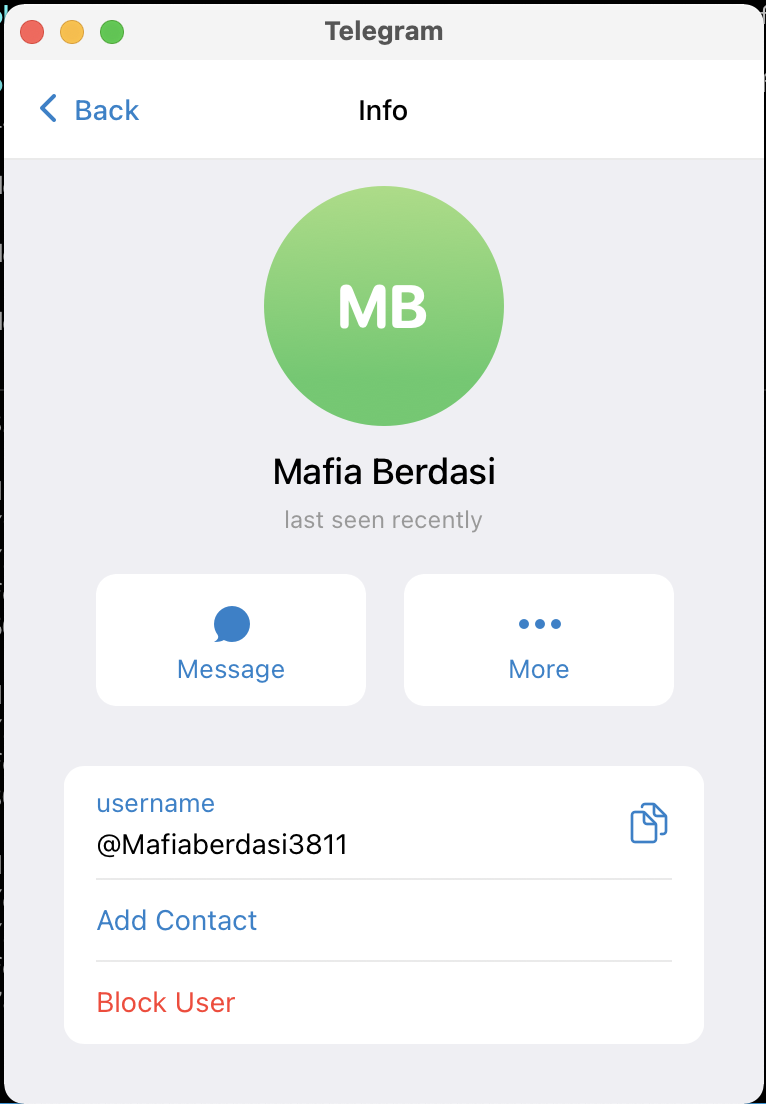 Telegram
Back
Info
MB
Mafia Berdasi
last seen recently
Message
More
username
@Mafiaberdasi3811
Add Contact
Block User